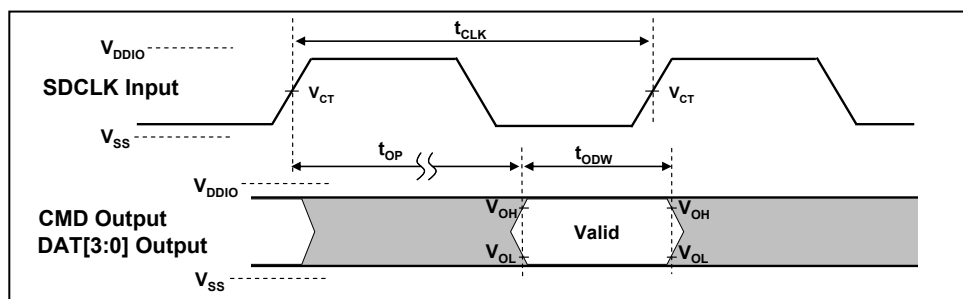 tCLK
VDDIO
SDCLK Input
VCT
VCT
VSS
tOP
tODW
VDDIO
CMD Output
DAT[3:0] Output
VOH
VOH
Valid
VOL
VOL
VSS